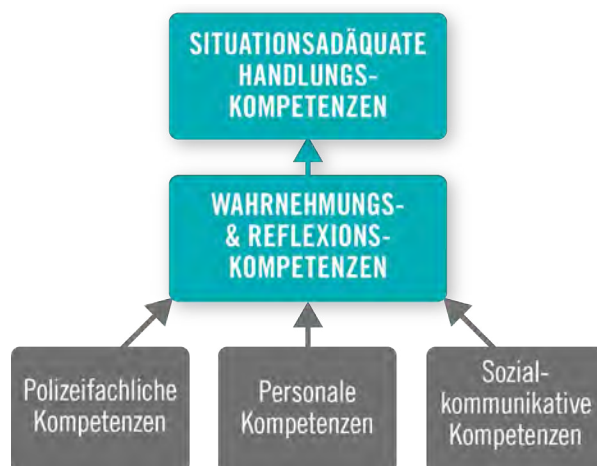 SITUATIONSADÄQUATE
HANDLUNGS-
KOMPETENZEN
WAHRNEHMUNGS-
& REFLEXIONS-
KOMPETENZEN
Polizeifachliche
Kompetenzen
Personale
Kompetenzen
Sozial-
kommunikative
Kompetenzen